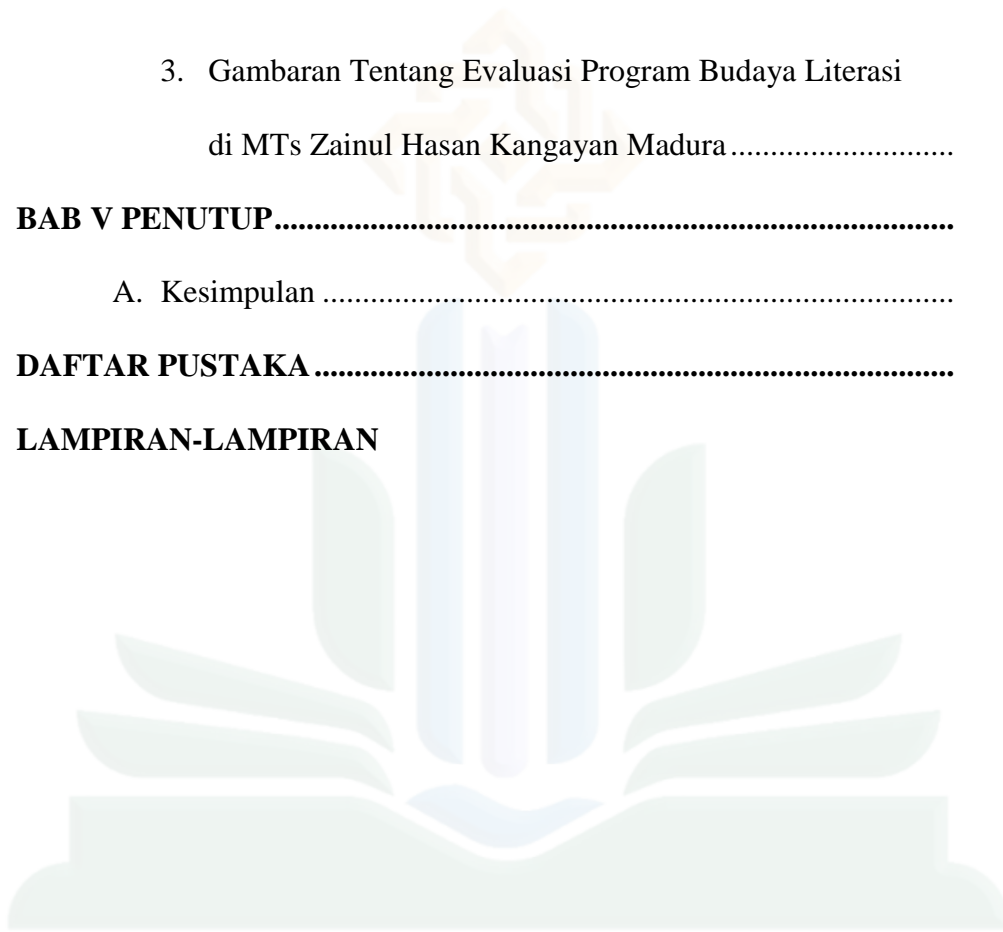 3. Gambaran Tentang Evaluasi Program Budaya Literasi
di MTs Zainul Hasan Kangayan Madura............................
BAB V PENUTUP.....................................................................................
A. Kesimpulan ...............................................................................
DAFTAR PUSTAKA................................................................................
LAMPIRAN-LAMPIRAN